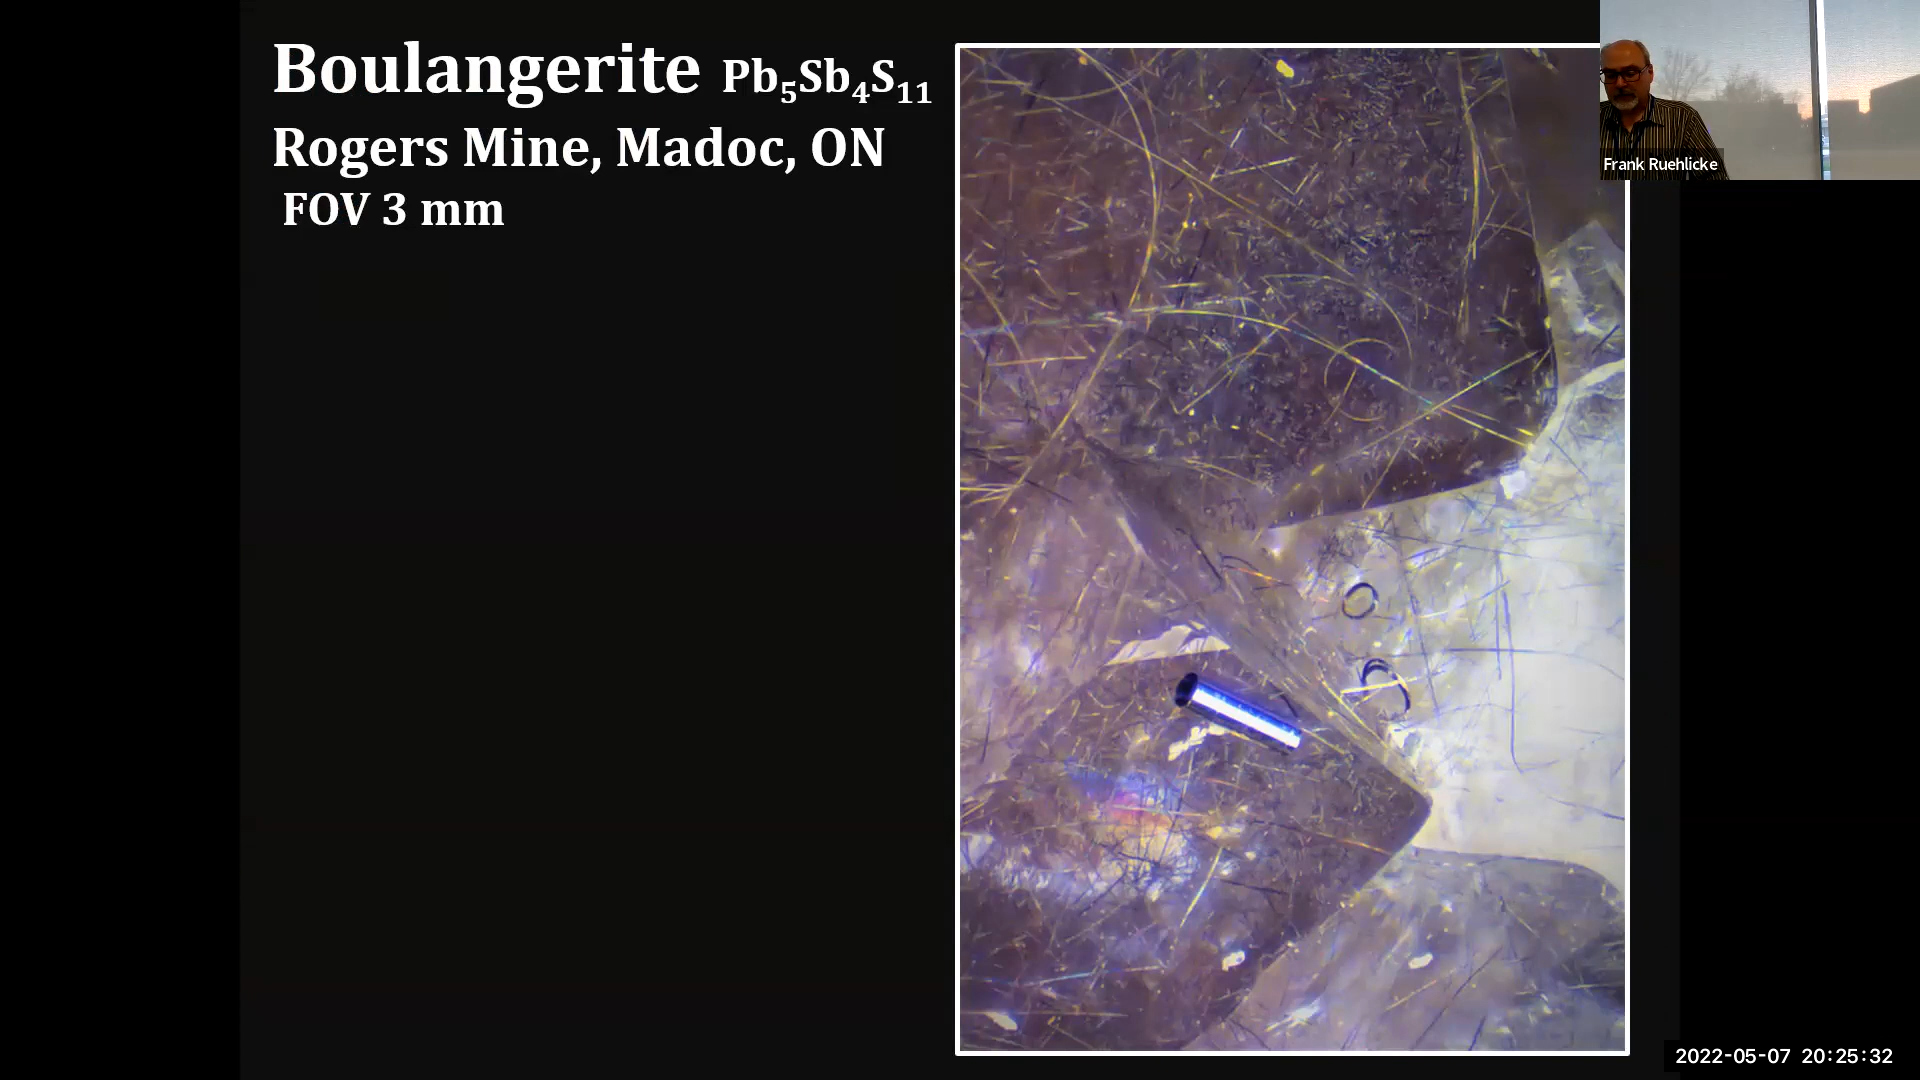 Boulangerite Pb₅Sb₄S₁₁
Rogers Mine, Madoc, ON
FOV 3 mm
Frank Ruehlicke
2022-05-07 20:25:32